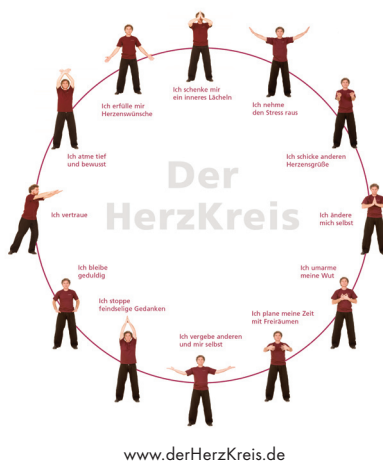 Ich schenke mir
ein inneres Lächeln
Ich nehme
den Stress raus
Ich schicke anderen
Herzensgrüße
Ich ändere
mich selbst
Ich umarme
meine Wut
Ich plane meine Zeit
mit Freiräumen
Ich vergebe anderen
und mir selbst
Ich stoppe
feindselige Gedanken
Ich bleibe
geduldig
Ich vertraue
Ich atme tief
und bewusst
Ich erfülle mir
Herzenswünsche
Der
HerzKreis
www.derHerzKreis.de